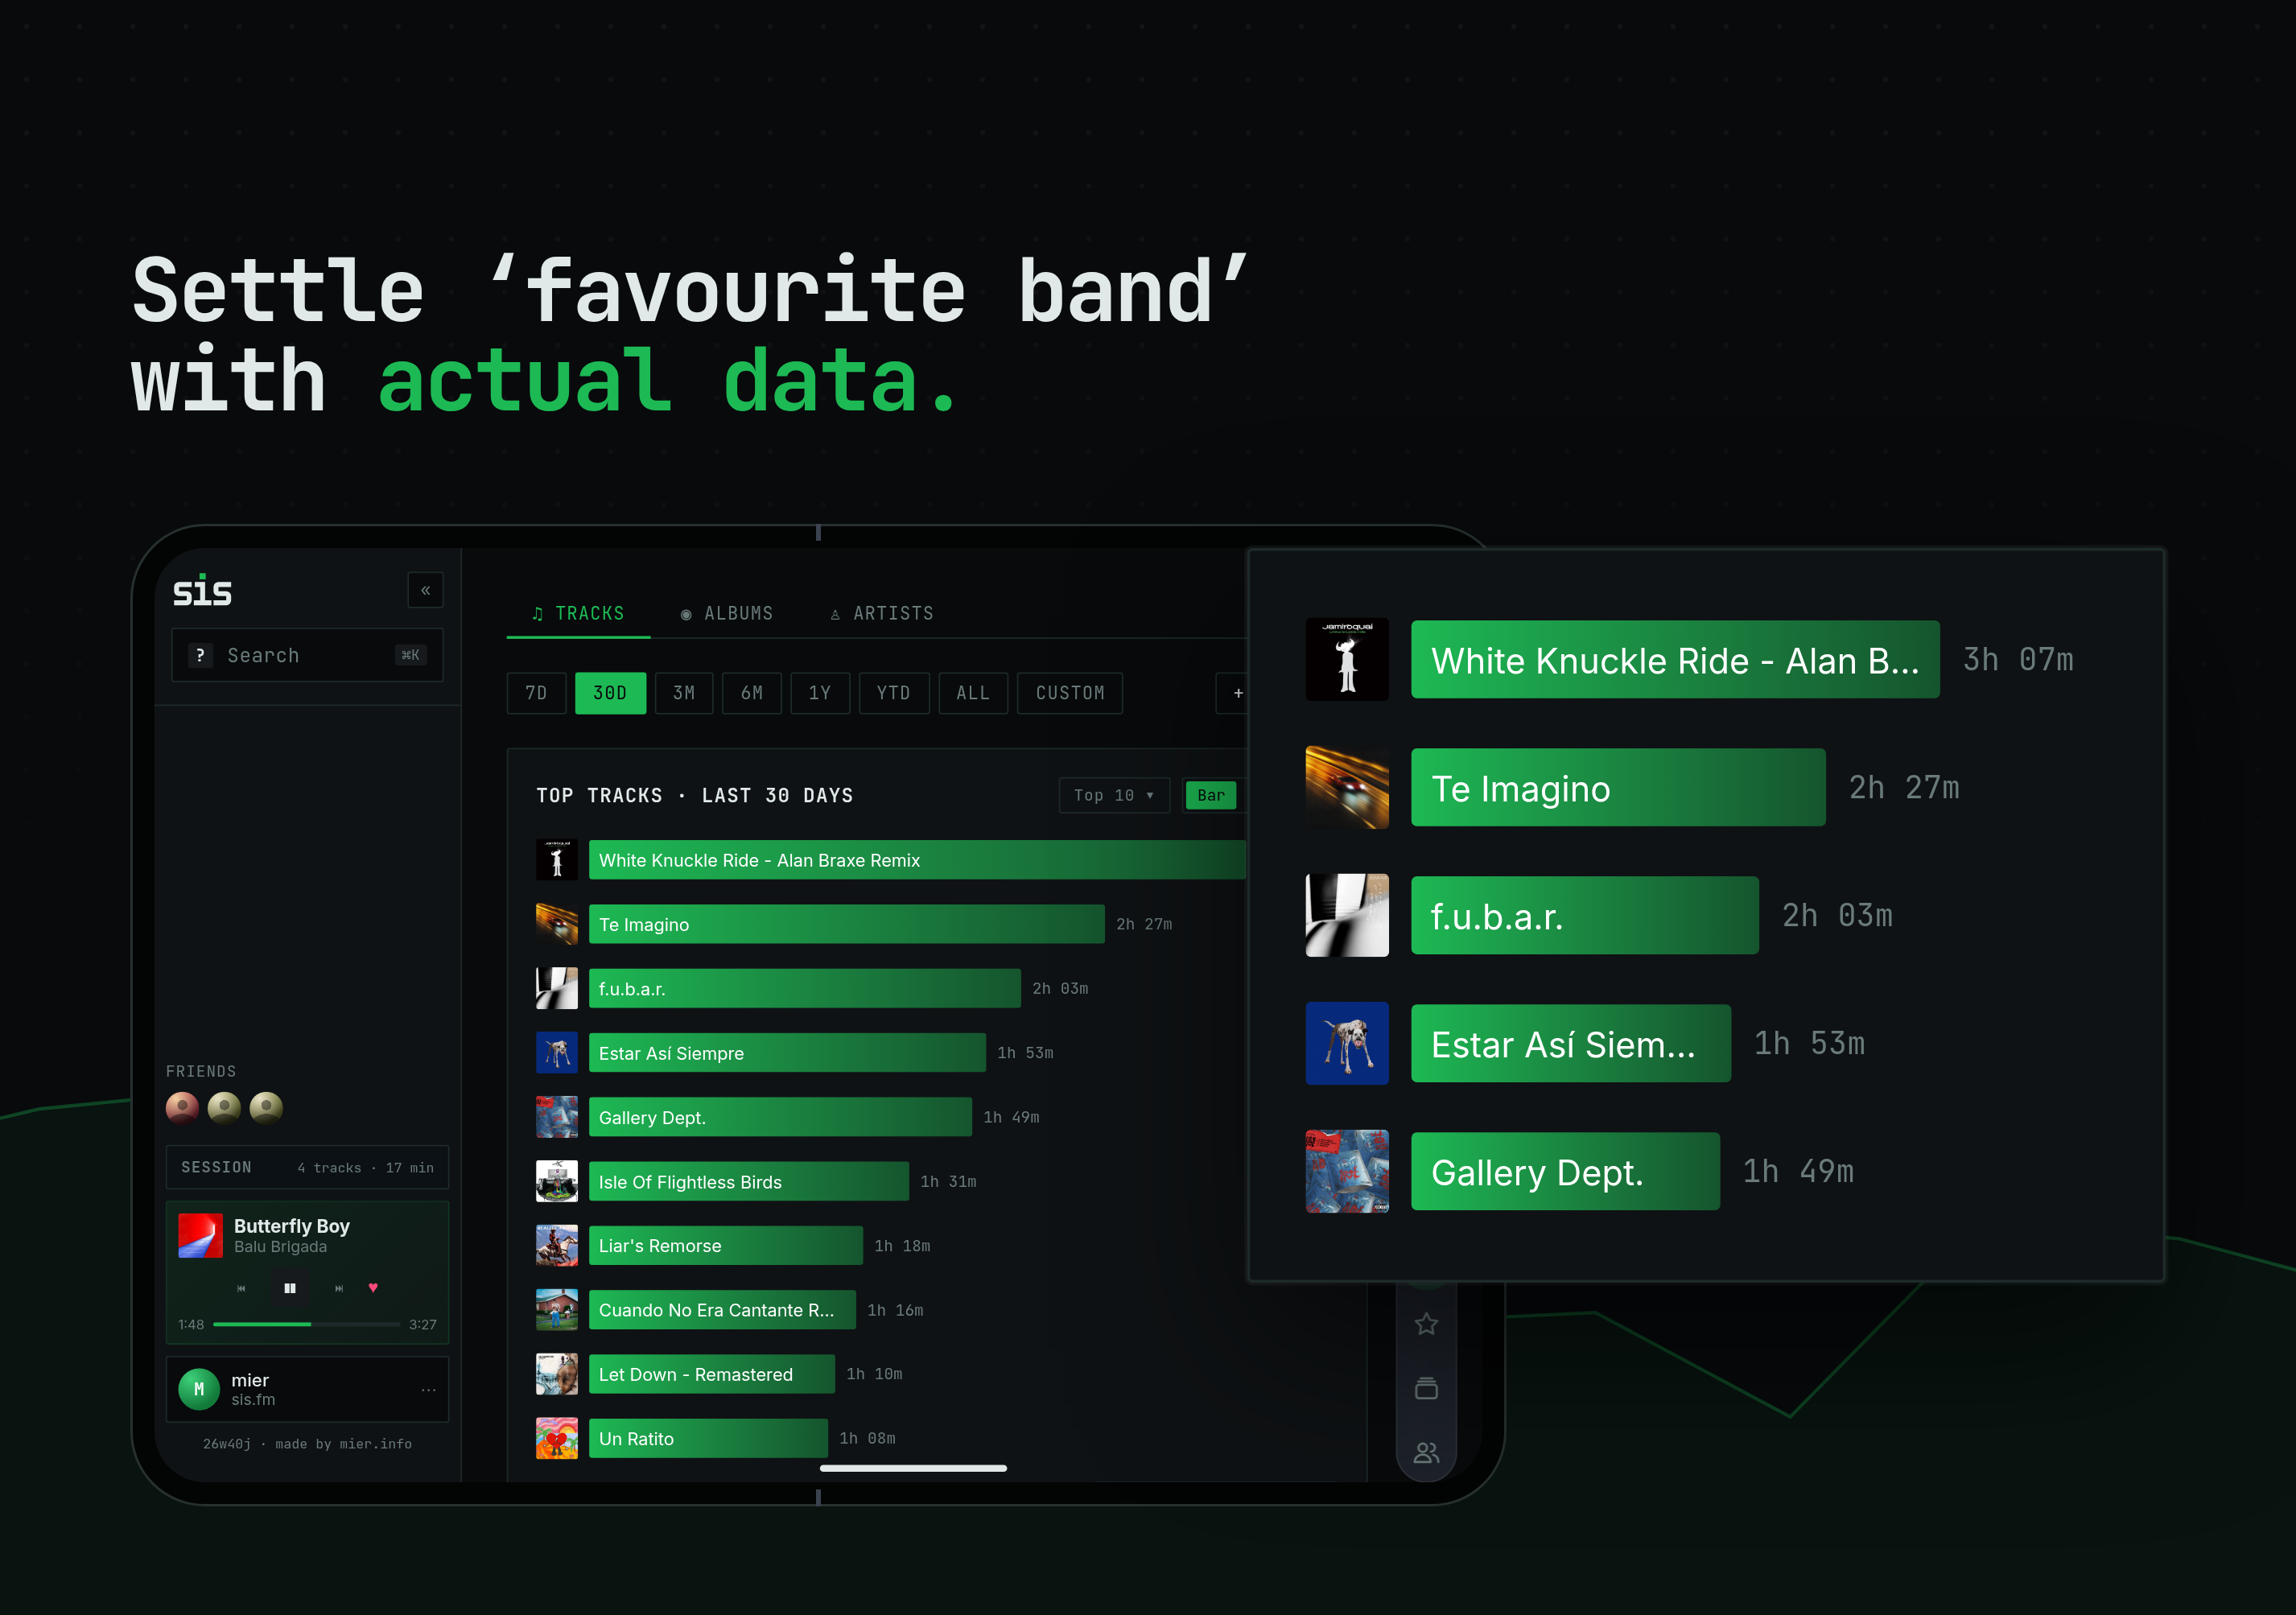 Settle ‘favourite band’
with actual data.
sis
«
? Search ⌘K
FRIENDS
SESSION 4 tracks · 17 min
Butterfly Boy
Balu Brigada
1:48 3:27
M mier
sis.fm
26w40j · made by mier.info
TRACKS ALBUMS ARTISTS
7D 30D 3M 6M 1Y YTD ALL CUSTOM +
TOP TRACKS · LAST 30 DAYS Top 10 ▾ Bar
White Knuckle Ride - Alan Braxe Remix
Te Imagino 2h 27m
f.u.b.a.r. 2h 03m
Estar Así Siempre 1h 53m
Gallery Dept. 1h 49m
Isle Of Flightless Birds 1h 31m
Liar's Remorse 1h 18m
Cuando No Era Cantante R... 1h 16m
Let Down - Remastered 1h 10m
Un Ratito 1h 08m
Jamiroquai
White Knuckle Ride - Alan B... 3h 07m
Te Imagino 2h 27m
f.u.b.a.r. 2h 03m
Estar Así Siem... 1h 53m
Gallery Dept. 1h 49m